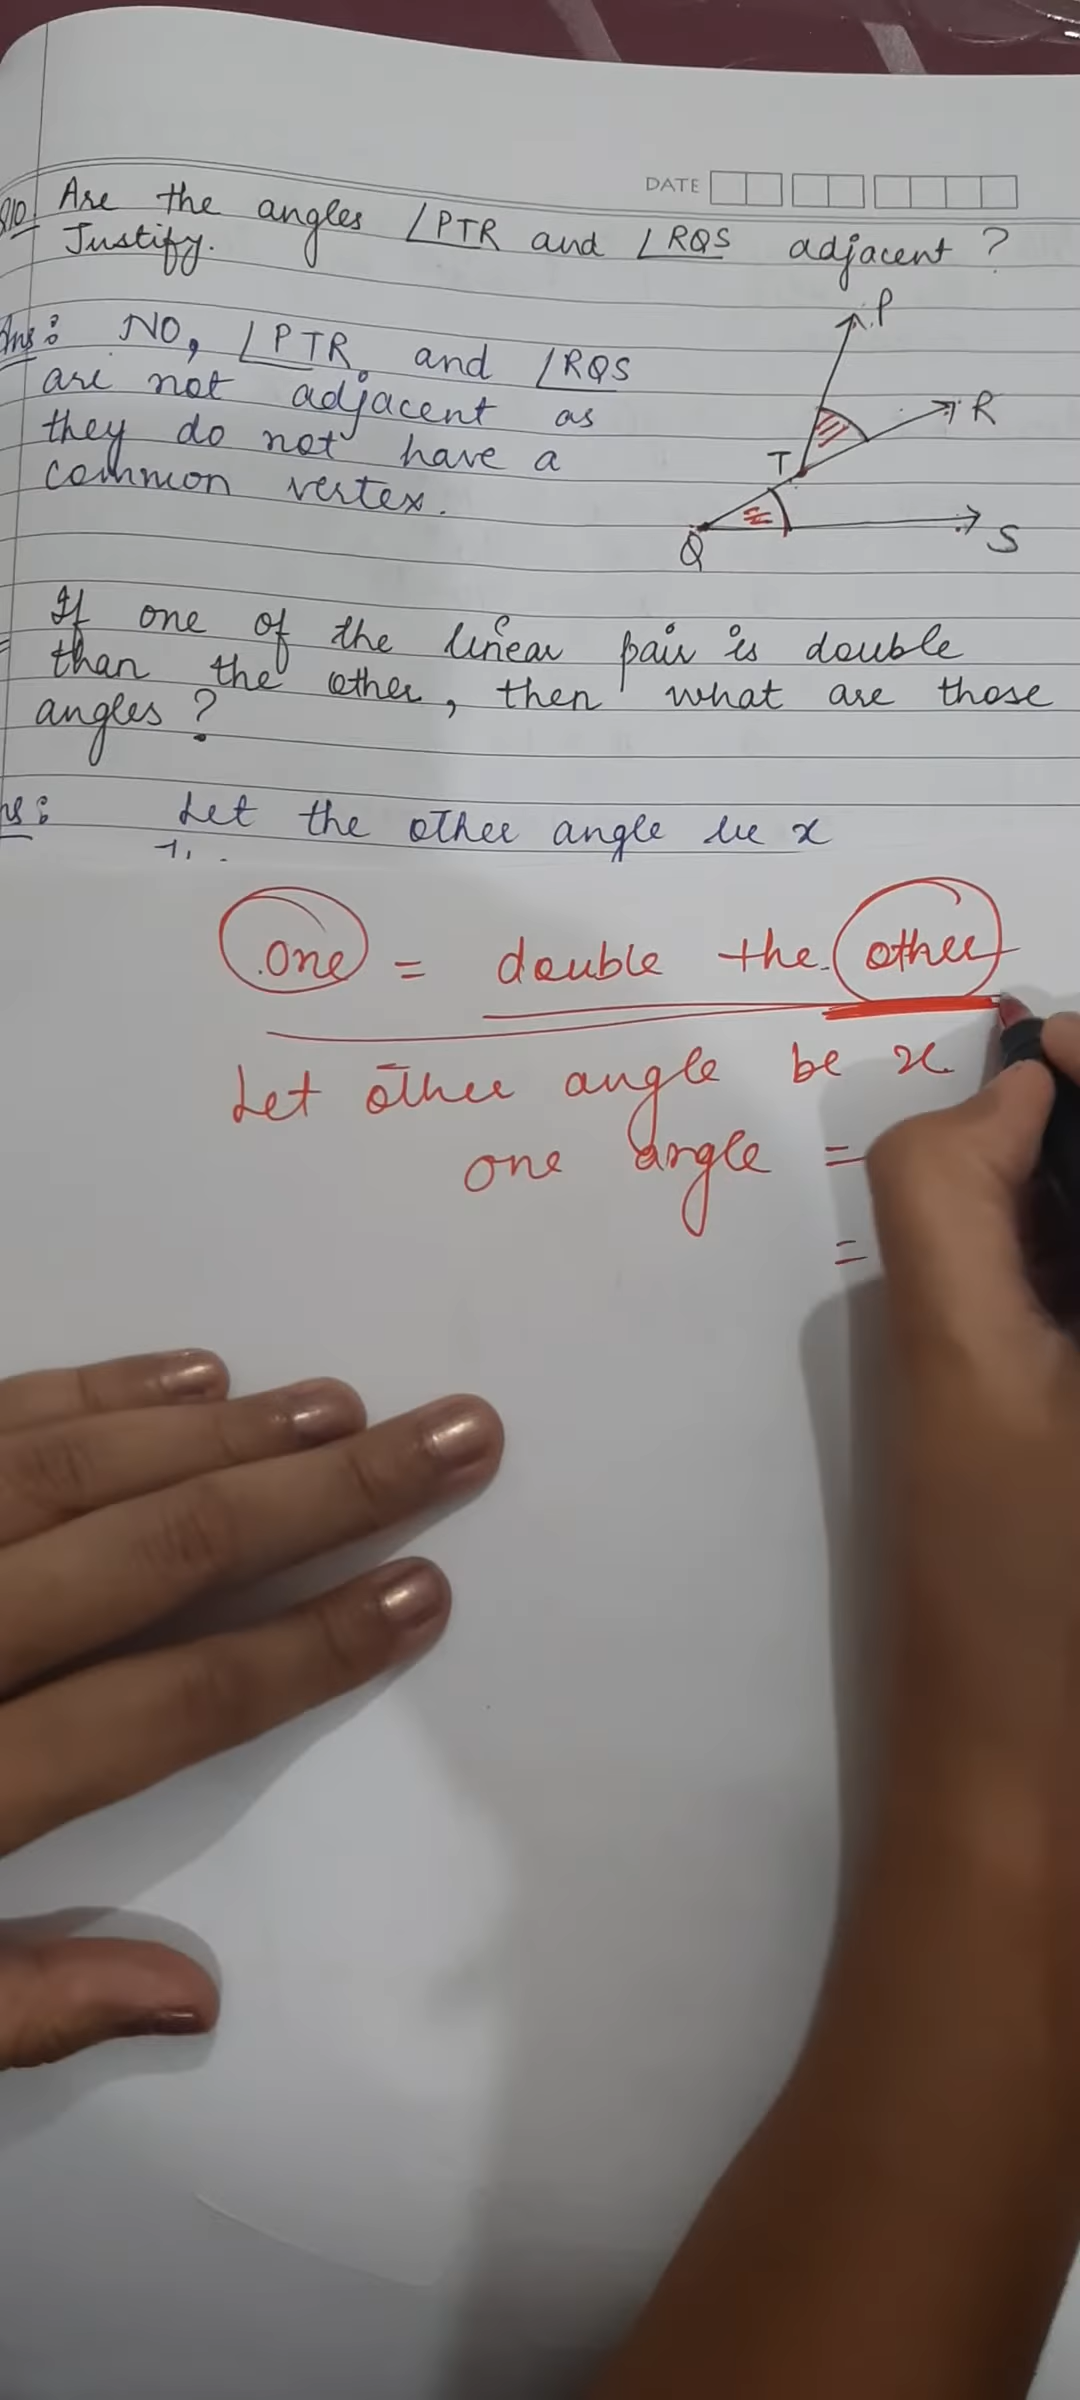 DATE
Q10 Are the angles ∠PTR and ∠RQS adjacent ?
Justify.
Ans: NO, ∠PTR and ∠RQS
are not adjacent as
they do not have a
common vertex.
P
R
T
Q
S
If one of the linear pair is double
than the other, then what are those
angles ?
ns: Let the other angle be x
one = double the other
Let other angle be x
one angle =
=